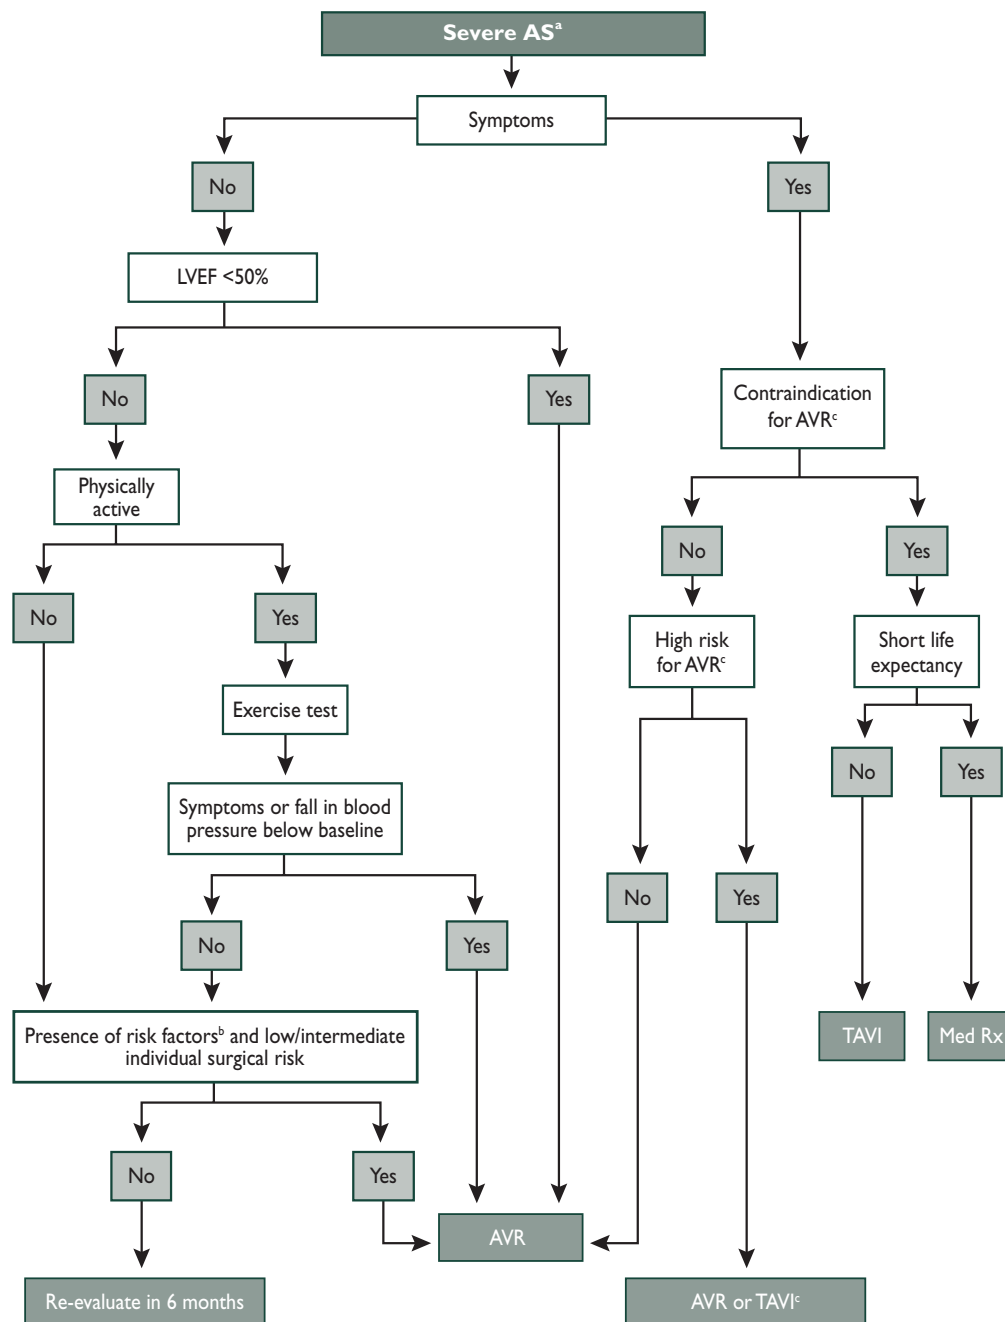 Severe ASᵃ
Symptoms
No
Yes
LVEF <50%
No
Yes
Contraindication
for AVRᶜ
Physically
active
No
Yes
No
Yes
High risk
for AVRᶜ
Short life
expectancy
Exercise test
No
Yes
Symptoms or fall in blood
pressure below baseline
No
Yes
No
Yes
Presence of risk factorsᵇ and low/intermediate
individual surgical risk
TAVI
Med Rx
No
Yes
AVR
Re-evaluate in 6 months
AVR or TAVIᶜ